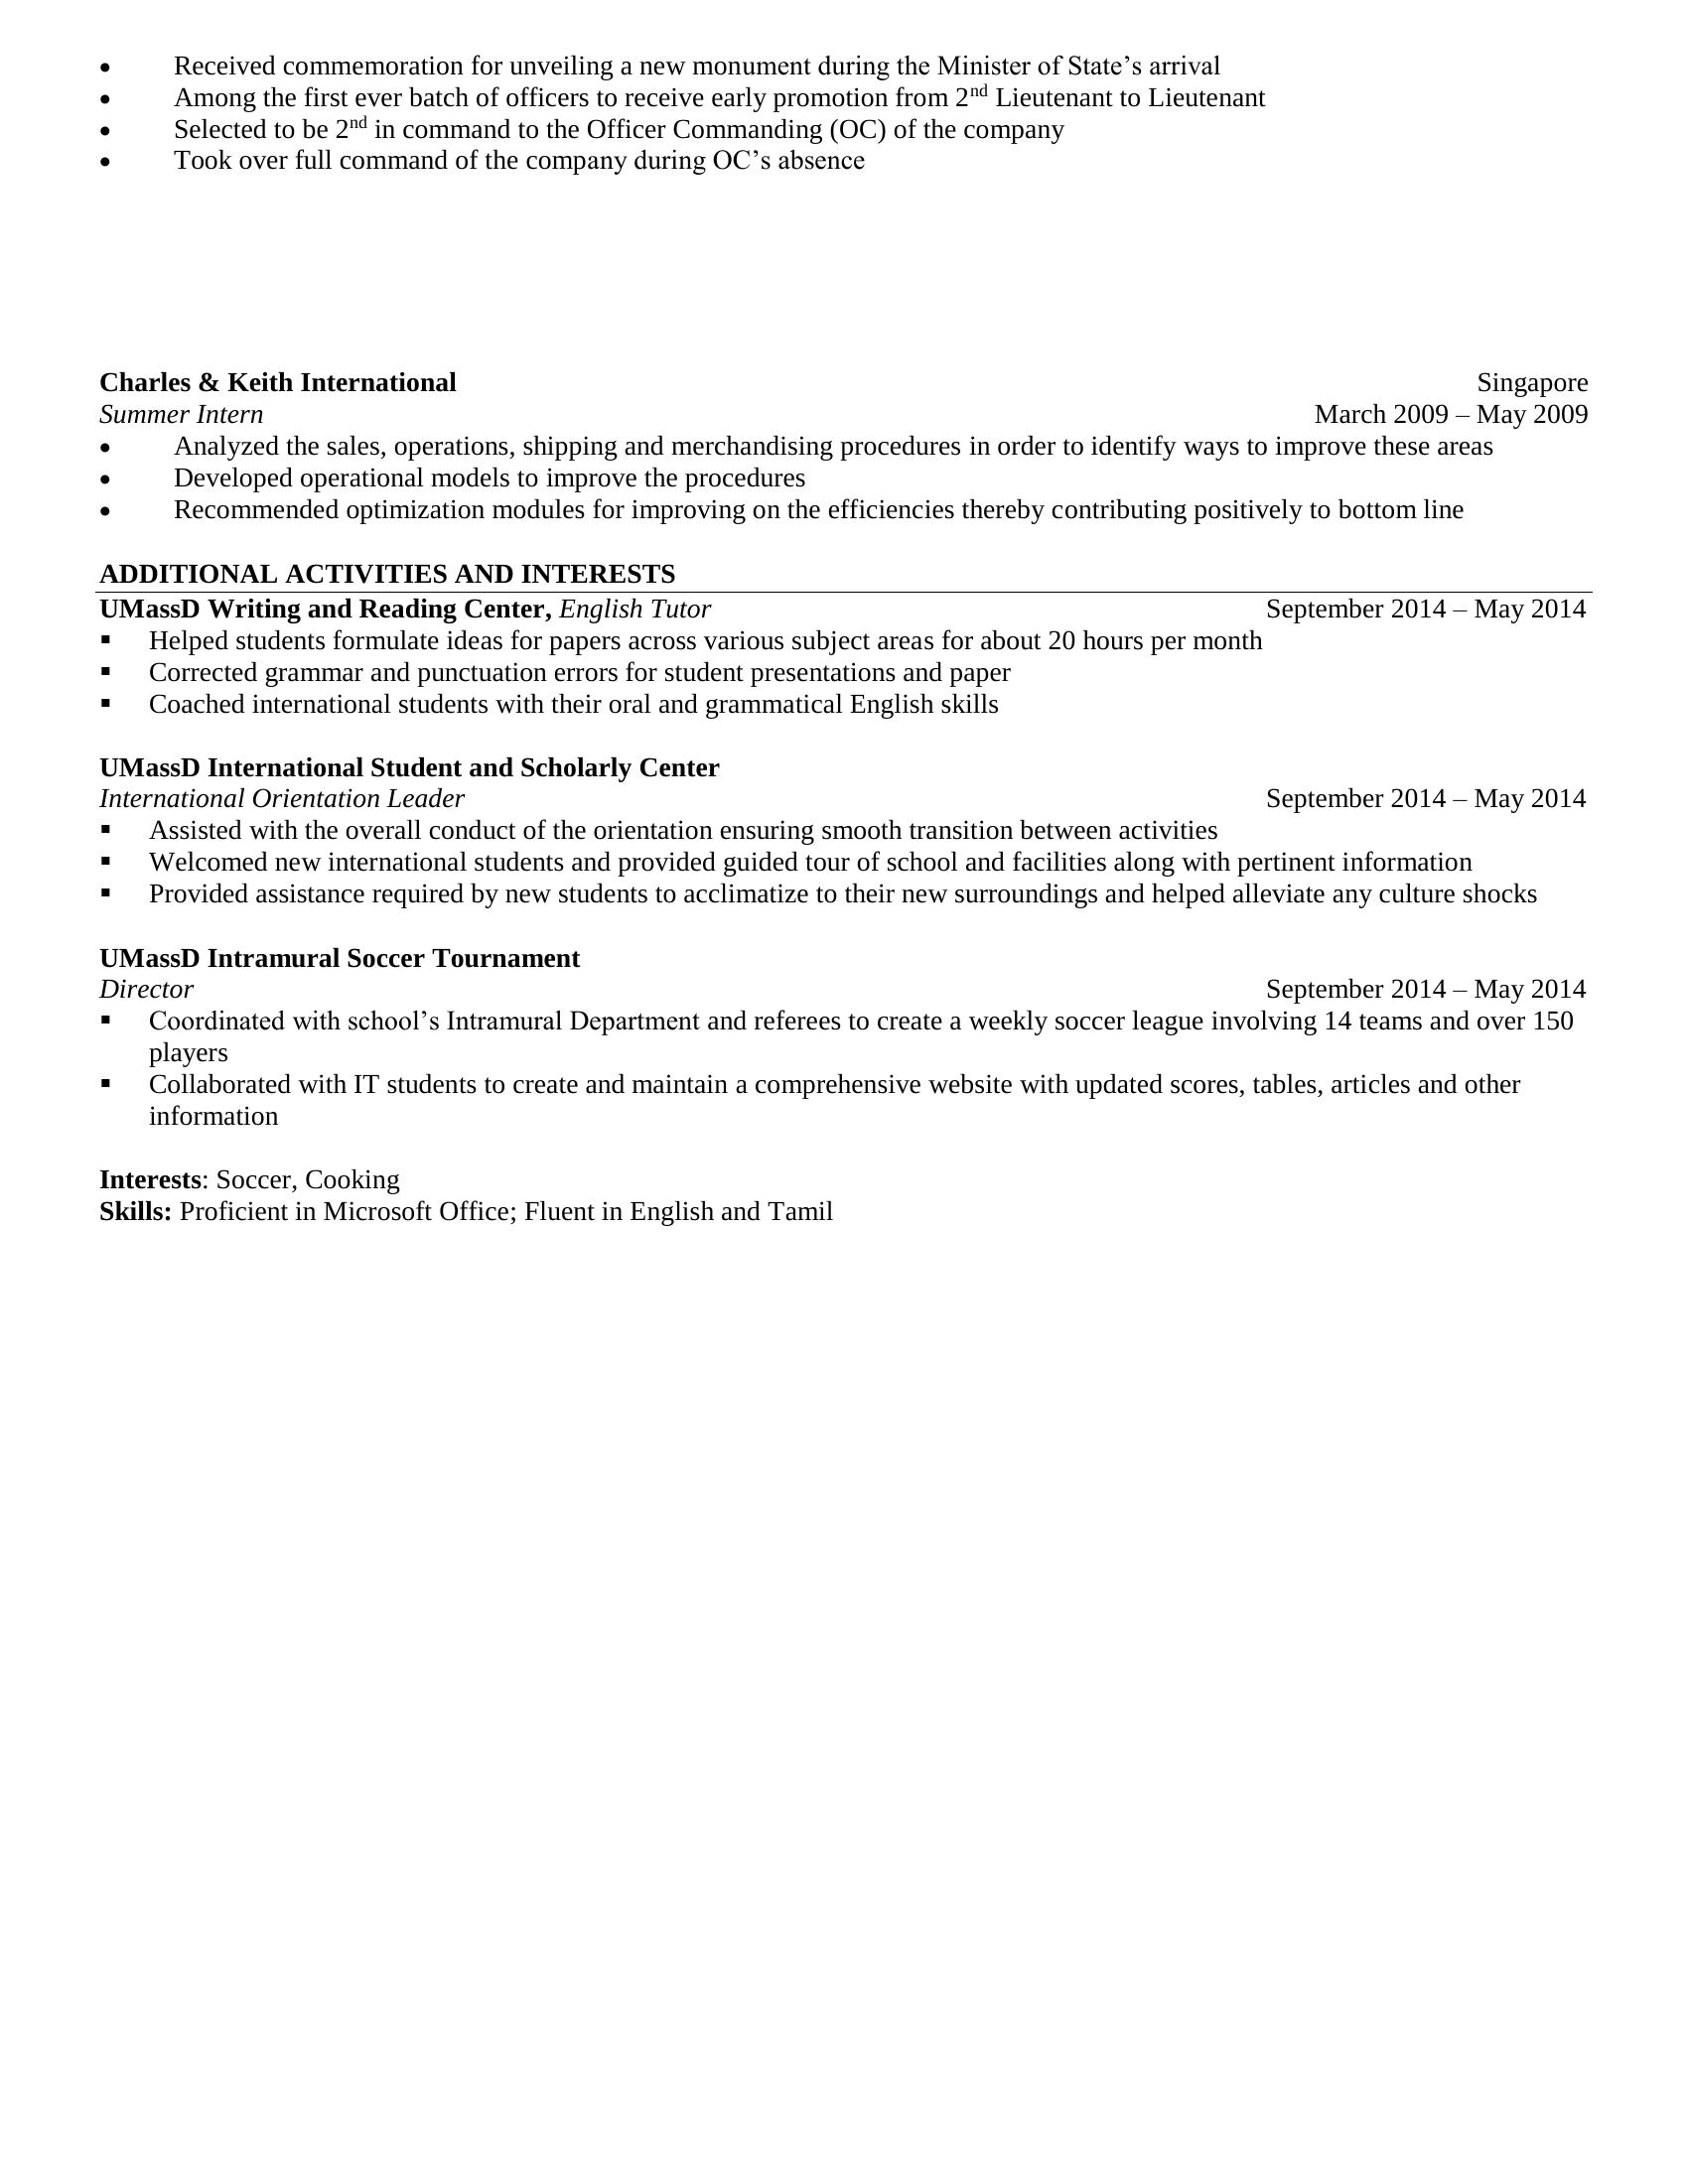 • Received commemoration for unveiling a new monument during the Minister of State’s arrival
• Among the first ever batch of officers to receive early promotion from 2nd Lieutenant to Lieutenant
• Selected to be 2nd in command to the Officer Commanding (OC) of the company
• Took over full command of the company during OC’s absence
Charles & Keith International Singapore
Summer Intern March 2009 – May 2009
• Analyzed the sales, operations, shipping and merchandising procedures in order to identify ways to improve these areas
• Developed operational models to improve the procedures
• Recommended optimization modules for improving on the efficiencies thereby contributing positively to bottom line
ADDITIONAL ACTIVITIES AND INTERESTS
UMassD Writing and Reading Center, English Tutor September 2014 – May 2014
▪ Helped students formulate ideas for papers across various subject areas for about 20 hours per month
▪ Corrected grammar and punctuation errors for student presentations and paper
▪ Coached international students with their oral and grammatical English skills
UMassD International Student and Scholarly Center
International Orientation Leader September 2014 – May 2014
▪ Assisted with the overall conduct of the orientation ensuring smooth transition between activities
▪ Welcomed new international students and provided guided tour of school and facilities along with pertinent information
▪ Provided assistance required by new students to acclimatize to their new surroundings and helped alleviate any culture shocks
UMassD Intramural Soccer Tournament
Director September 2014 – May 2014
▪ Coordinated with school’s Intramural Department and referees to create a weekly soccer league involving 14 teams and over 150
players
▪ Collaborated with IT students to create and maintain a comprehensive website with updated scores, tables, articles and other
information
Interests: Soccer, Cooking
Skills: Proficient in Microsoft Office; Fluent in English and Tamil